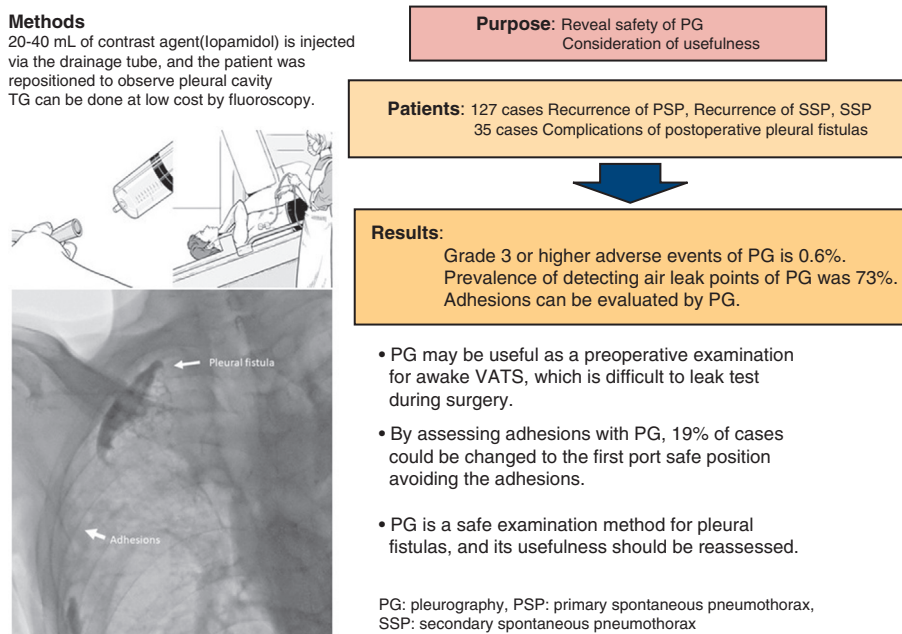 Methods
20-40 mL of contrast agent(Iopamidol) is injected
via the drainage tube, and the patient was
repositioned to observe pleural cavity
TG can be done at low cost by fluoroscopy.
Pleural fistula
Adhesions
Purpose: Reveal safety of PG
Consideration of usefulness
Patients: 127 cases Recurrence of PSP, Recurrence of SSP, SSP
35 cases Complications of postoperative pleural fistulas
Results:
Grade 3 or higher adverse events of PG is 0.6%.
Prevalence of detecting air leak points of PG was 73%.
Adhesions can be evaluated by PG.
• PG may be useful as a preoperative examination
for awake VATS, which is difficult to leak test
during surgery.
• By assessing adhesions with PG, 19% of cases
could be changed to the first port safe position
avoiding the adhesions.
• PG is a safe examination method for pleural
fistulas, and its usefulness should be reassessed.
PG: pleurography, PSP: primary spontaneous pneumothorax,
SSP: secondary spontaneous pneumothorax